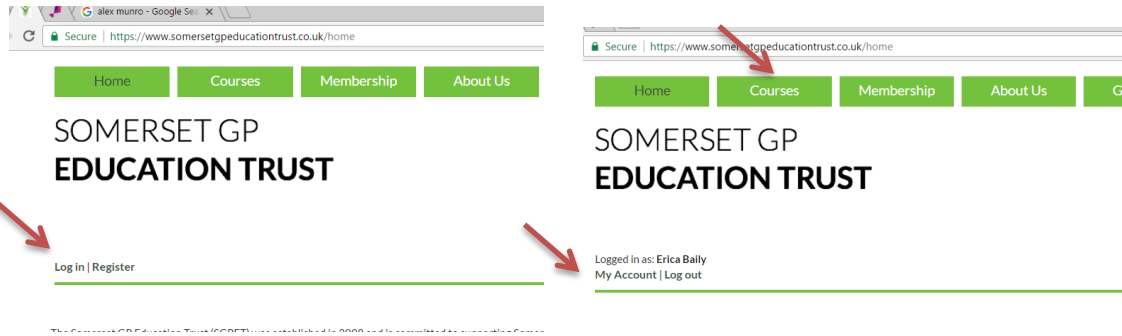 alex munro - Google Sea
Secure | https://www.somersetgpeducationtrust.co.uk/home
Home Courses Membership About Us
SOMERSET GP
EDUCATION TRUST
Log in | Register
The Somerset GP Education Trust (SGPET) was established in 2008 and is committed to supporting Somer
Secure | https://www.somersetgpeducationtrust.co.uk/home
Home Courses Membership About Us G
SOMERSET GP
EDUCATION TRUST
Logged in as: Erica Baily
My Account | Log out